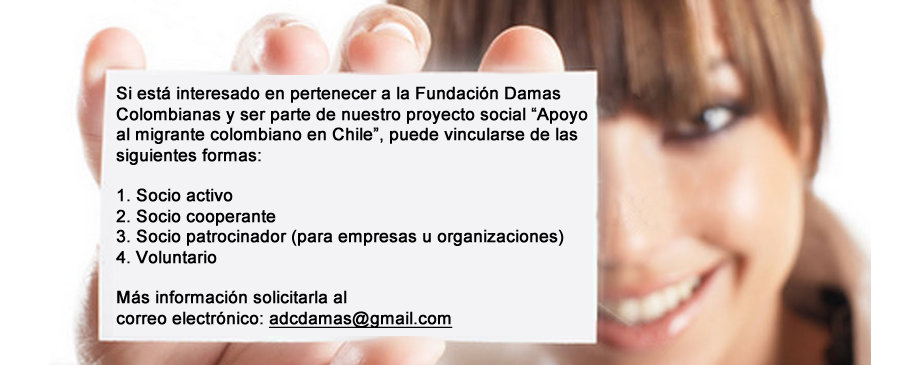 Si está interesado en pertenecer a la Fundación Damas
Colombianas y ser parte de nuestro proyecto social “Apoyo
al migrante colombiano en Chile”, puede vincularse de las
siguientes formas:
1. Socio activo
2. Socio cooperante
3. Socio patrocinador (para empresas u organizaciones)
4. Voluntario
Más información solicitarla al
correo electrónico: adcdamas@gmail.com